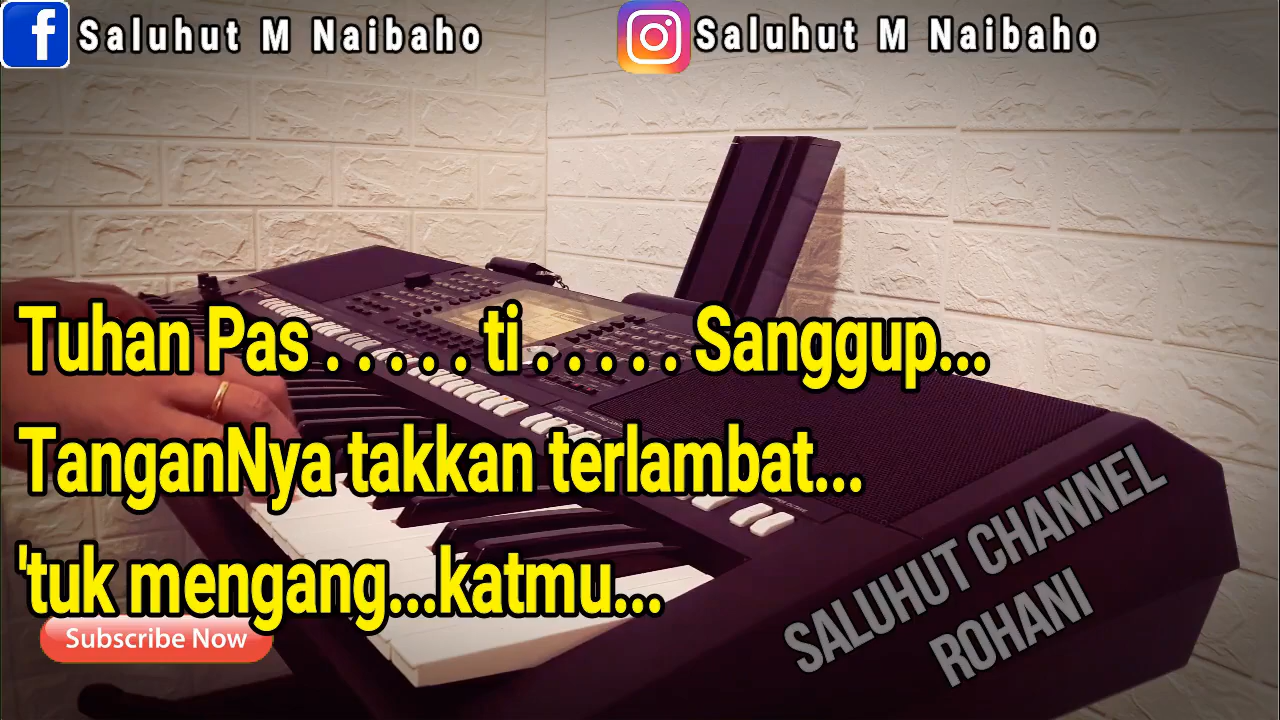 Saluhut M Naibaho
Saluhut M Naibaho
Tuhan Pas . . . . . ti . . . . . Sanggup...
TanganNya takkan terlambat...
'tuk mengang...katmu...
Subscribe Now
SALUHUT CHANNEL
ROHANI